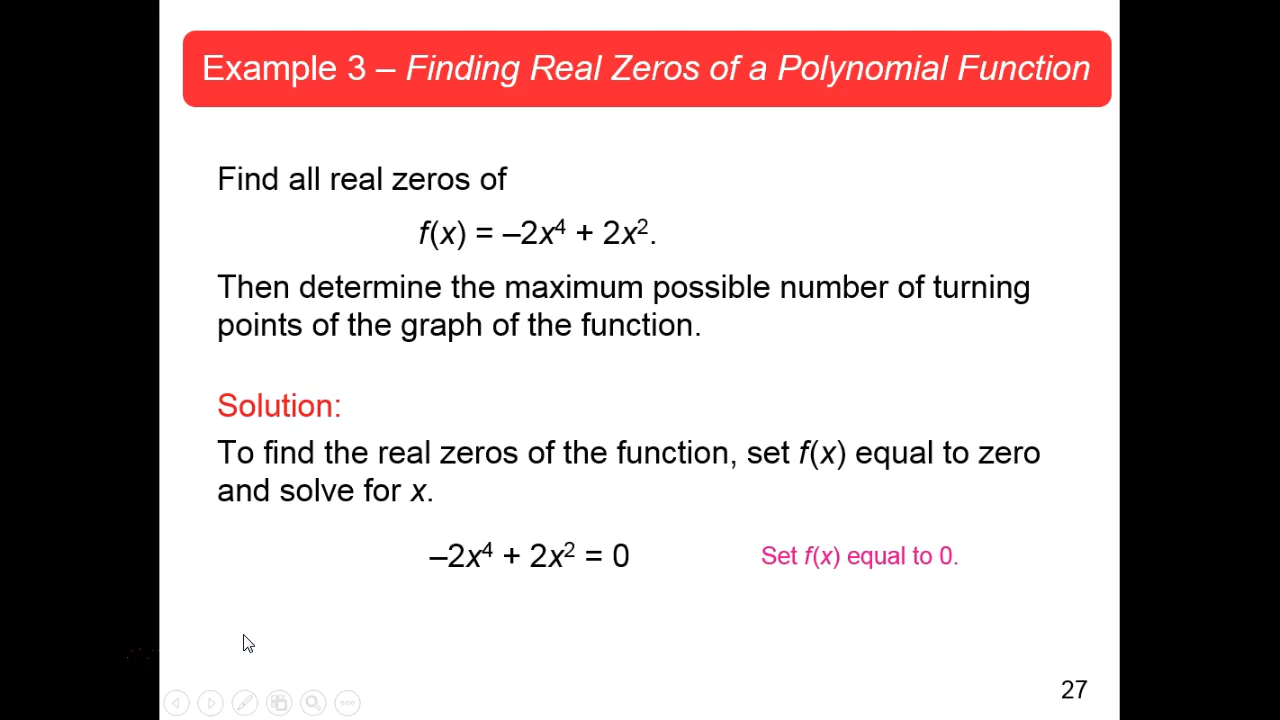 Example 3 – Finding Real Zeros of a Polynomial Function
Find all real zeros of
f(x) = –2x⁴ + 2x².
Then determine the maximum possible number of turning
points of the graph of the function.
Solution:
To find the real zeros of the function, set f(x) equal to zero
and solve for x.
–2x⁴ + 2x² = 0 Set f(x) equal to 0.
27